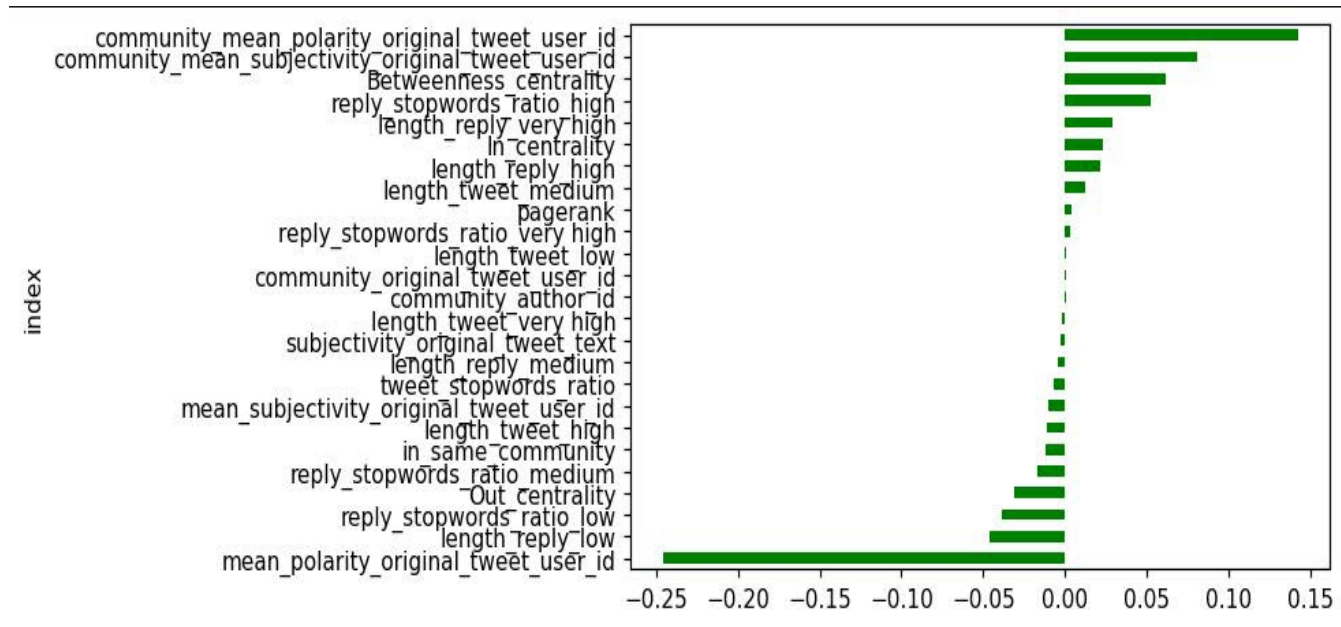 community_mean_polarity_original_tweet_user_id
community_mean_subjectivity_original_tweet_user_id
Betweenness_centrality
reply_stopwords_ratio_high
length_reply_very high
In_centrality
length_reply_high
length_tweet_medium
pagerank
reply_stopwords_ratio_very high
length_tweet_low
community_original_tweet_user_id
community_author_id
length_tweet_very high
subjectivity_original_tweet_text
length_reply_medium
tweet_stopwords_ratio
mean_subjectivity_original_tweet_user_id
length_tweet_high
in_same_community
reply_stopwords_ratio_medium
Out_centrality
reply_stopwords_ratio_low
length_reply_low
mean_polarity_original_tweet_user_id
index
−0.25 −0.20 −0.15 −0.10 −0.05 0.00 0.05 0.10 0.15